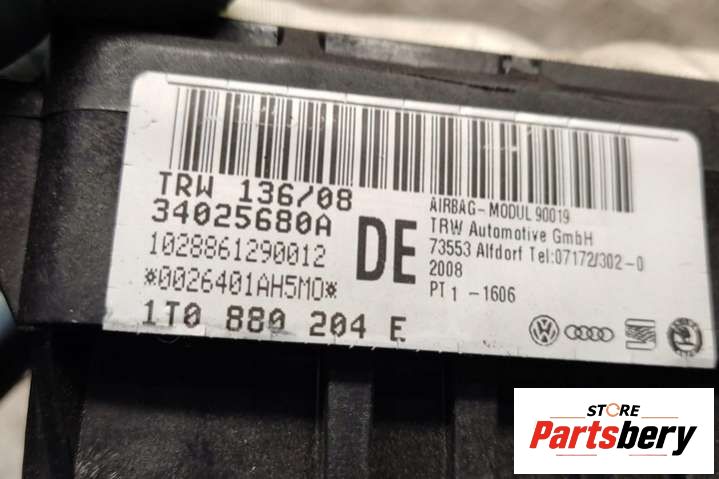 TRW 136/08
34025680A
1028861290012
*0026401AH5MO*
1T0 880 204 E
DE
AIRBAG-MODUL 90019
TRW Automotive GmbH
73553 Alfdorf Tel:07172/302-0
2008
PT 1 -1606
STORE
Partsbery